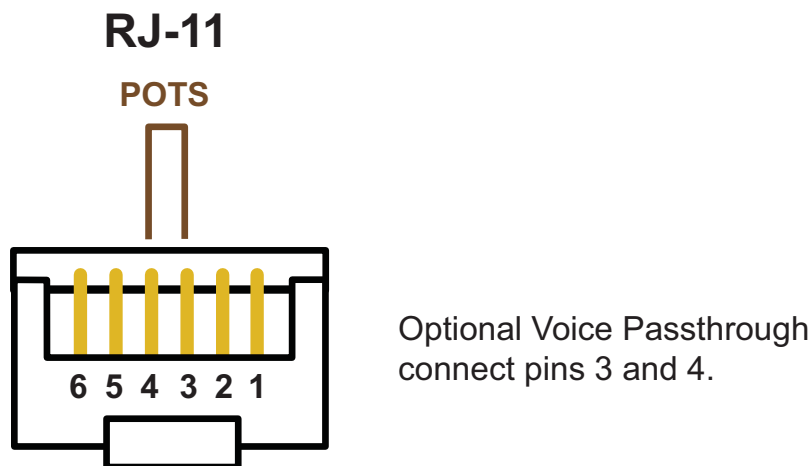 RJ-11
POTS
6 5 4 3 2 1
Optional Voice Passthrough
connect pins 3 and 4.